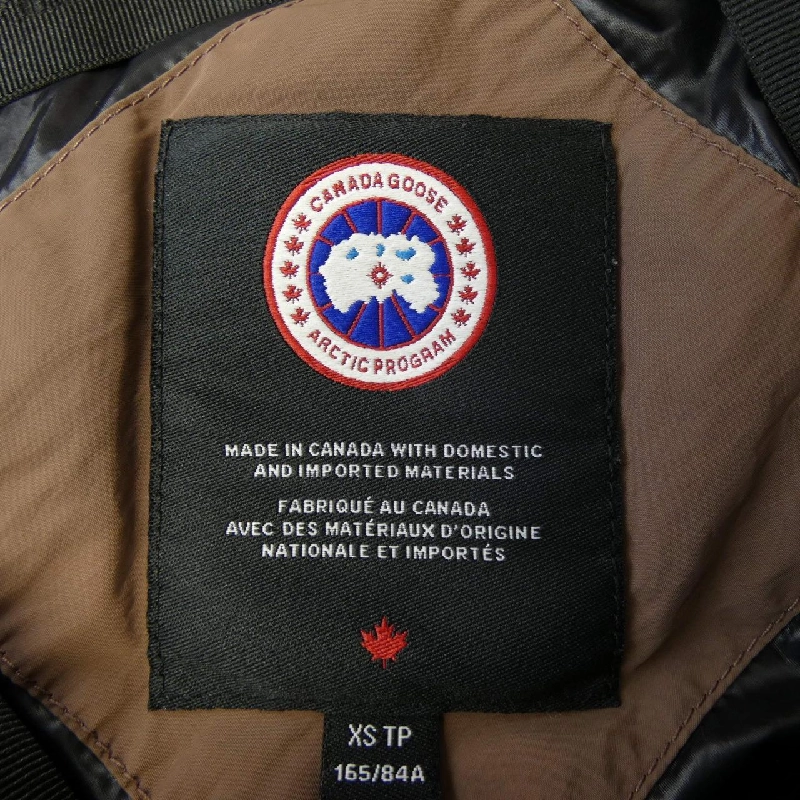 CANADA GOOSE
ARCTIC PROGRAM
MADE IN CANADA WITH DOMESTIC
AND IMPORTED MATERIALS
FABRIQUÉ AU CANADA
AVEC DES MATÉRIAUX D'ORIGINE
NATIONALE ET IMPORTÉS
XS TP
165/84A